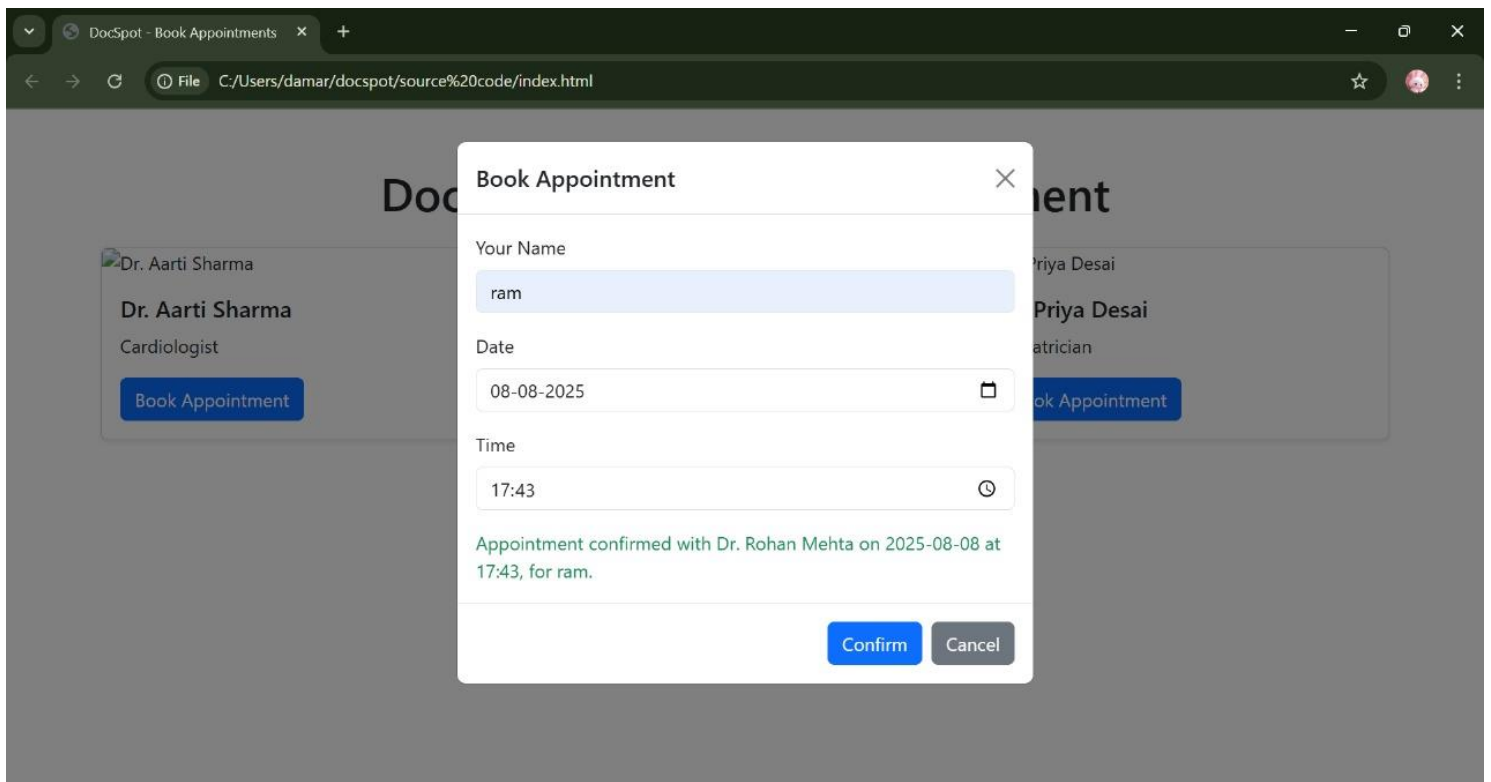 DocSpot - Book Appointments
File C:/Users/damar/docspot/source%20code/index.html
Doc
ent
Book Appointment
Your Name
ram
Date
08-08-2025
Time
17:43
Appointment confirmed with Dr. Rohan Mehta on 2025-08-08 at
17:43, for ram.
Confirm Cancel
Dr. Aarti Sharma
Dr. Aarti Sharma
Cardiologist
Book Appointment
Priya Desai
Priya Desai
atrician
ok Appointment